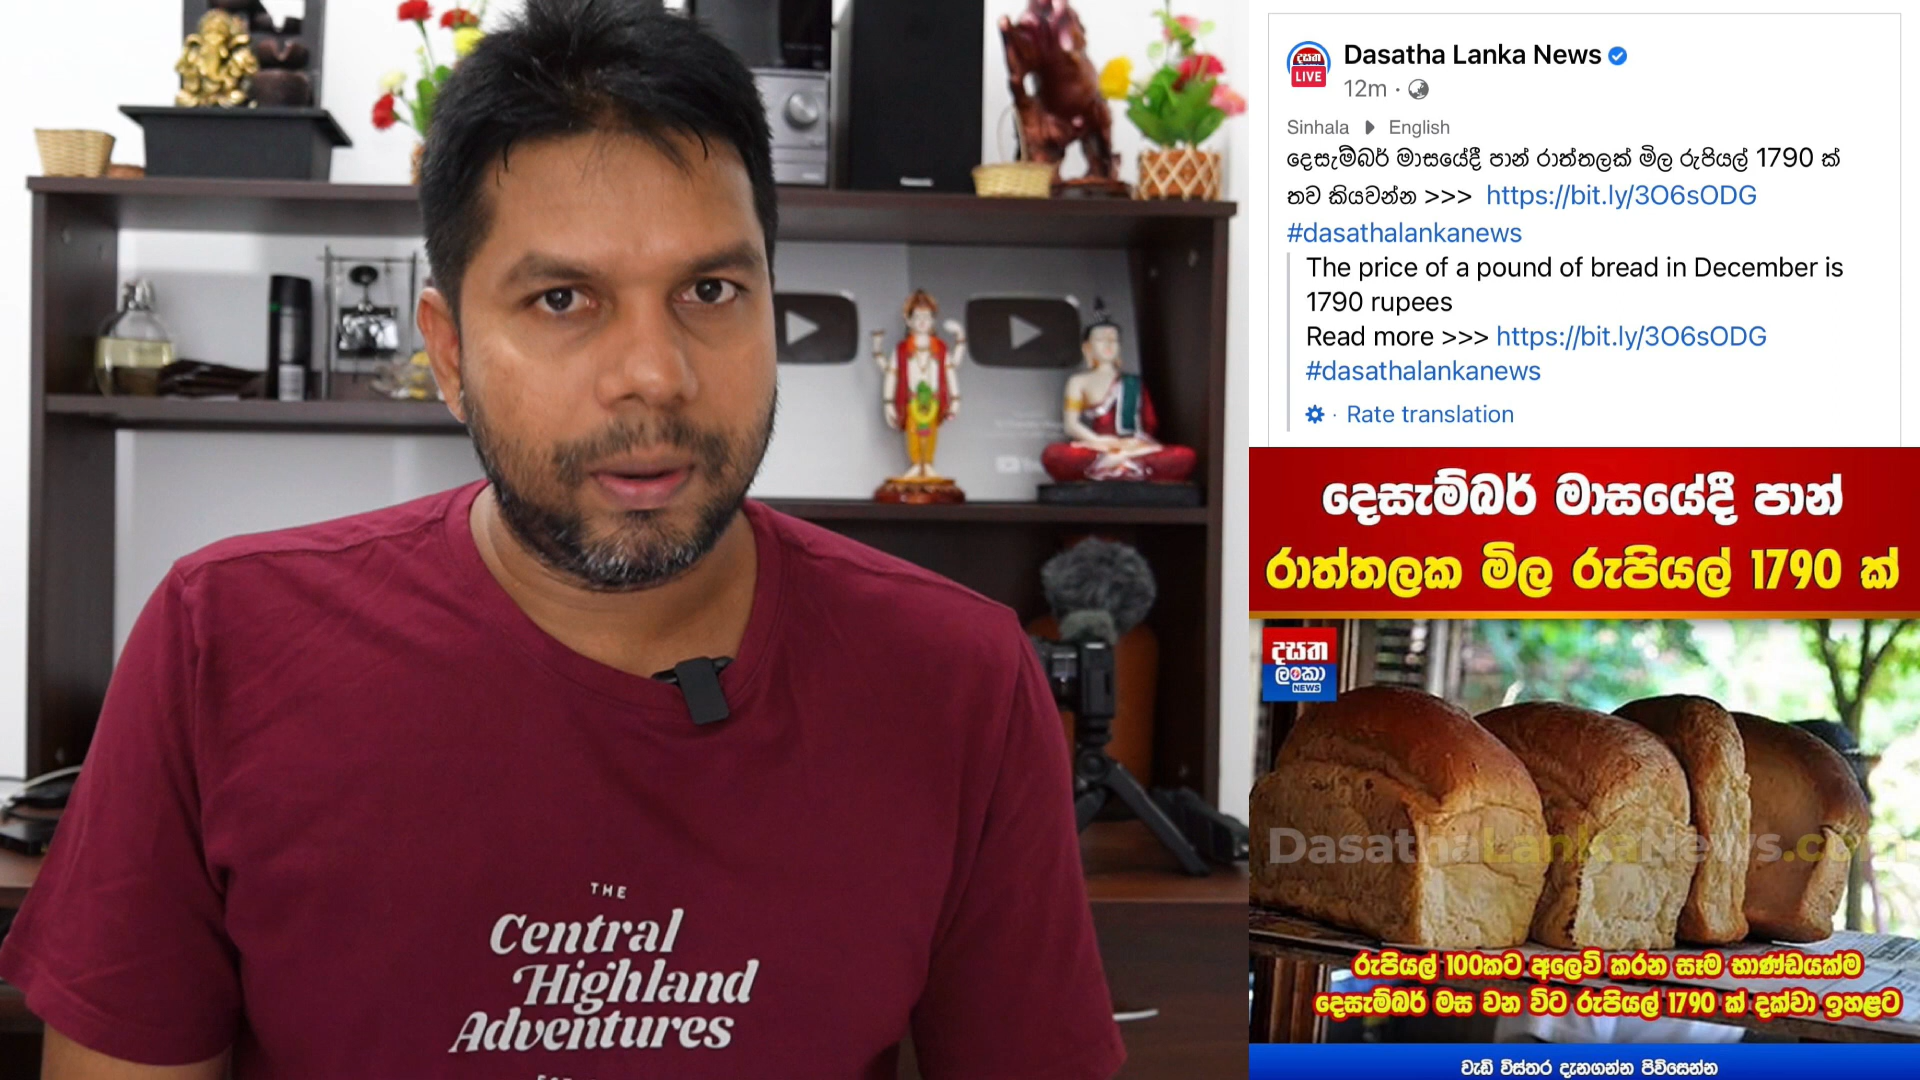 THE
Central
Highland
Adventures
දසත
LIVE
Dasatha Lanka News
12m ·
Sinhala ▸ English
දෙසැම්බර් මාසයේදී පාන් රාත්තලක් මිල රුපියල් 1790 ක්
තව කියවන්න >>> https://bit.ly/3O6sODG
#dasathalankanews
The price of a pound of bread in December is
1790 rupees
Read more >>> https://bit.ly/3O6sODG
#dasathalankanews
· Rate translation
දෙසැම්බර් මාසයේදී පාන්
රාත්තලක මිල රුපියල් 1790 ක්
දසත
ලංකා
NEWS
DasathaLankaNews.com
රුපියල් 100කට අලෙවි කරන සෑම භාණ්ඩයක්ම
දෙසැම්බර් මස වන විට රුපියල් 1790 ක් දක්වා ඉහළට
වැඩි විස්තර දැනගන්න පිවිසෙන්න